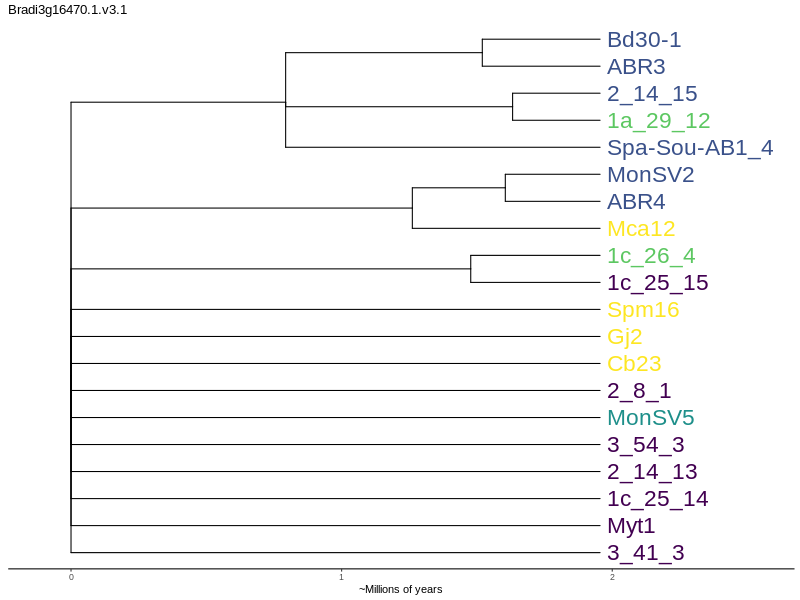 Bradi3g16470.1.v3.1
Bd30-1
ABR3
2_14_15
1a_29_12
Spa-Sou-AB1_4
MonSV2
ABR4
Mca12
1c_26_4
1c_25_15
Spm16
Gj2
Cb23
2_8_1
MonSV5
3_54_3
2_14_13
1c_25_14
Myt1
3_41_3
0 1 2
~Millions of years